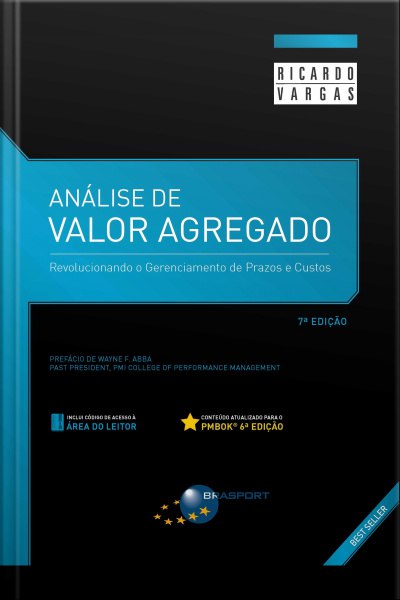 RICARDO
VARGAS
ANÁLISE DE
VALOR AGREGADO
Revolucionando o Gerenciamento de Prazos e Custos
7ª EDIÇÃO
PREFÁCIO DE WAYNE F. ABBA
PAST PRESIDENT, PMI COLLEGE OF PERFORMANCE MANAGEMENT
INCLUI CÓDIGO DE ACESSO À
ÁREA DO LEITOR
CONTEÚDO ATUALIZADO PARA O
PMBOK® 6ª EDIÇÃO
BRASPORT
BEST SELLER